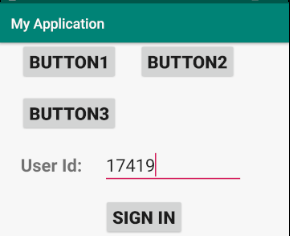 My Application
BUTTON1 BUTTON2
BUTTON3
User Id: 17419
SIGN IN